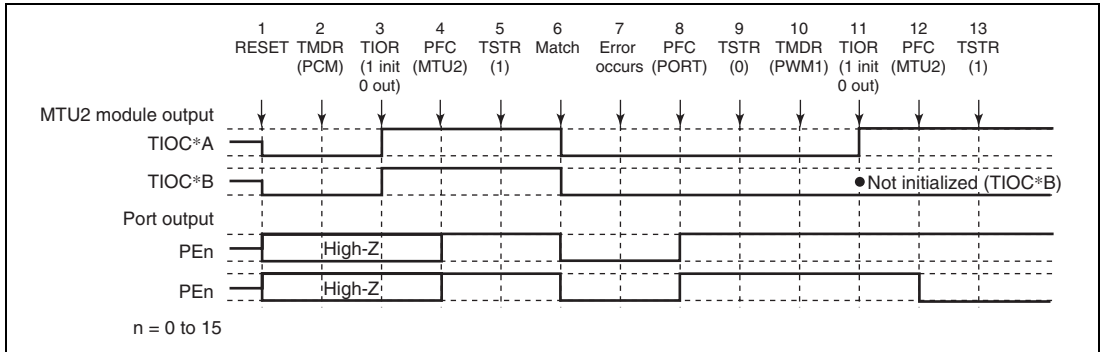 1 2 3 4 5 6 7 8 9 10 11 12 13
RESET TMDR TIOR PFC TSTR Match Error PFC TSTR TMDR TIOR PFC TSTR
(PCM) (1 init (MTU2) (1) occurs (PORT) (0) (PWM1) (1 init (MTU2) (1)
0 out) 0 out)
MTU2 module output
TIOC*A
TIOC*B
●Not initialized (TIOC*B)
Port output
PEn
High-Z
PEn
High-Z
n = 0 to 15